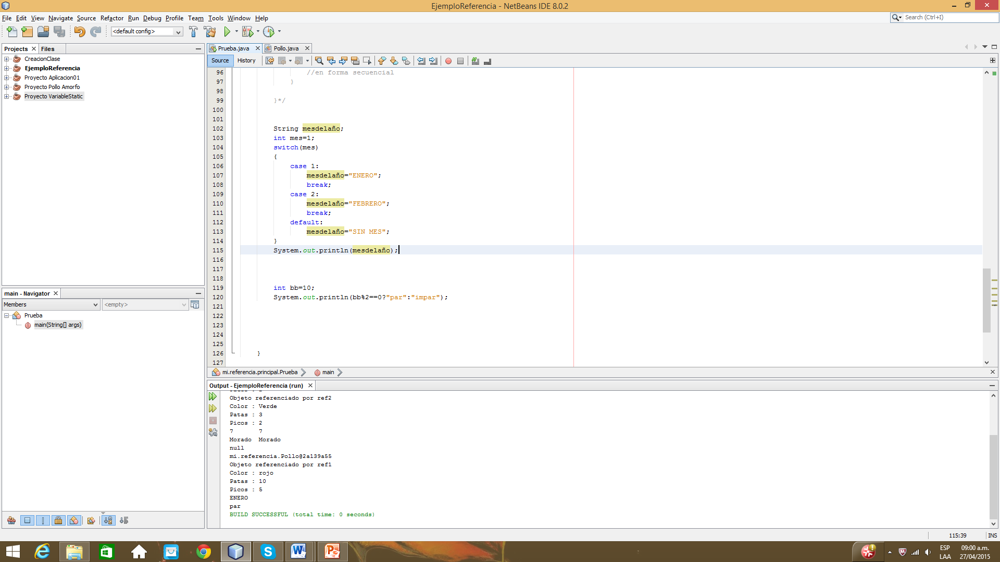 EjemploReferencia - NetBeans IDE 8.0.2
File Edit View Navigate Source Refactor Run Debug Profile Team Tools Window Help
Search (Ctrl+I)
<default config>
Projects Files
CreacionClase
EjemploReferencia
Proyecto Aplicacion01
Proyecto Pollo Amorfo
Proyecto VariableStatic
main - Navigator
Members
<empty>
Prueba
main(String[] args)
Prueba.java Pollo.java
Source History
96 //en forma secuencial
97 }
98
99 }*/
100
101
102 String mesdelaño;
103 int mes=1;
104 switch(mes)
105 {
106 case 1:
107 mesdelaño="ENERO";
108 break;
109 case 2:
110 mesdelaño="FEBRERO";
111 break;
112 default:
113 mesdelaño="SIN MES";
114 }
115 System.out.println(mesdelaño);
116
117
118
119 int bb=10;
120 System.out.println(bb%2==0?"par":"impar");
121
122
123
124
125
126 }
127
mi.referencia.principal.Prueba main
Output - EjemploReferencia (run)
Objeto referenciado por ref2
Color : Verde
Patas : 3
Picos : 2
7 7
Morado Morado
null
mi.referencia.Pollo@2a139a55
Objeto referenciado por ref1
Color : rojo
Patas : 10
Picos : 5
ENERO
par
BUILD SUCCESSFUL (total time: 0 seconds)
115:39 INS
ESP 09:00 a.m.
LAA 27/04/2015